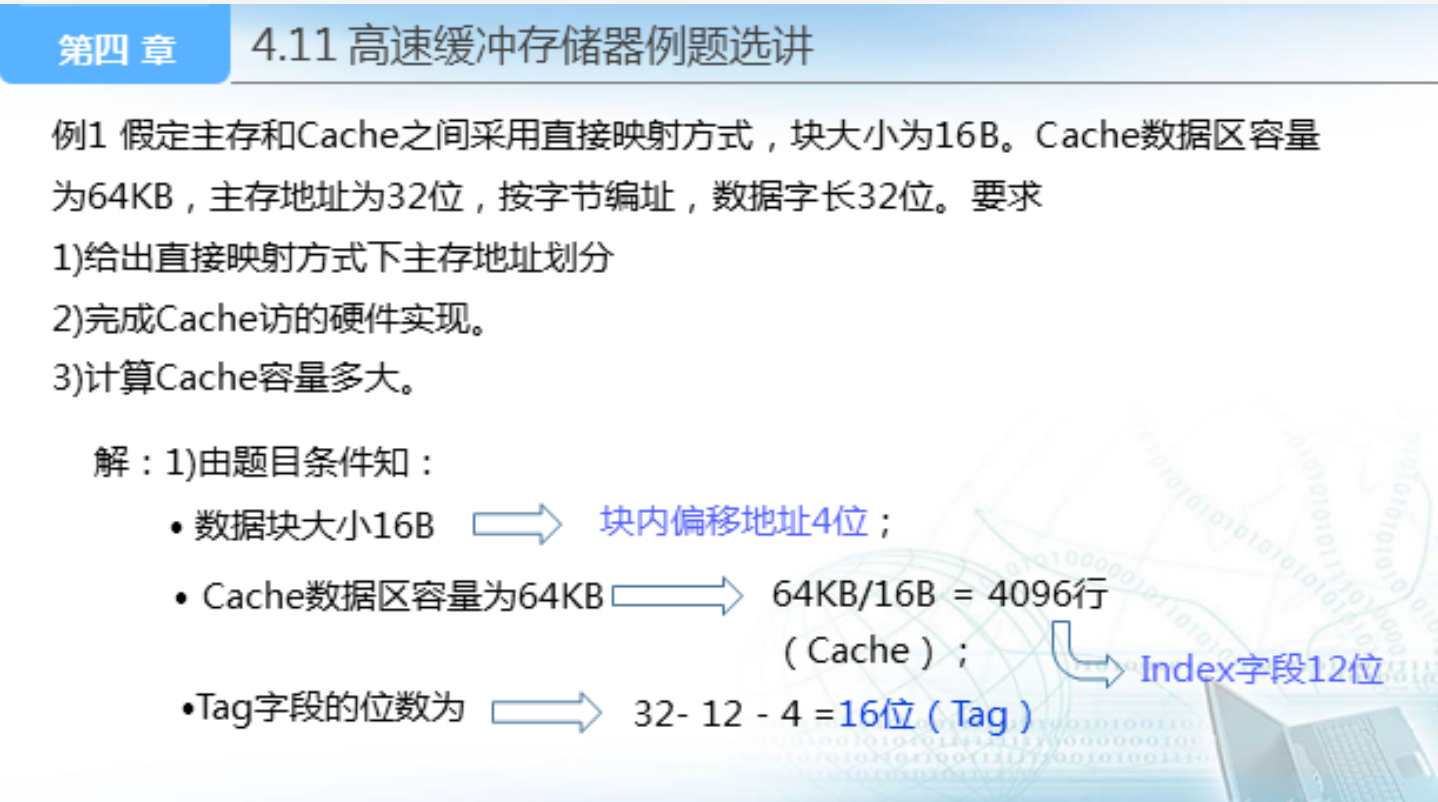 第四 章
4.11 高速缓冲存储器例题选讲
例1 假定主存和Cache之间采用直接映射方式，块大小为16B。Cache数据区容量
为64KB，主存地址为32位，按字节编址，数据字长32位。要求
1)给出直接映射方式下主存地址划分
2)完成Cache访的硬件实现。
3)计算Cache容量多大。
解：1)由题目条件知：
• 数据块大小16B 块内偏移地址4位；
• Cache数据区容量为64KB 64KB/16B = 4096行
（Cache）；
Index字段12位
•Tag字段的位数为 32- 12 - 4 =16位（Tag）